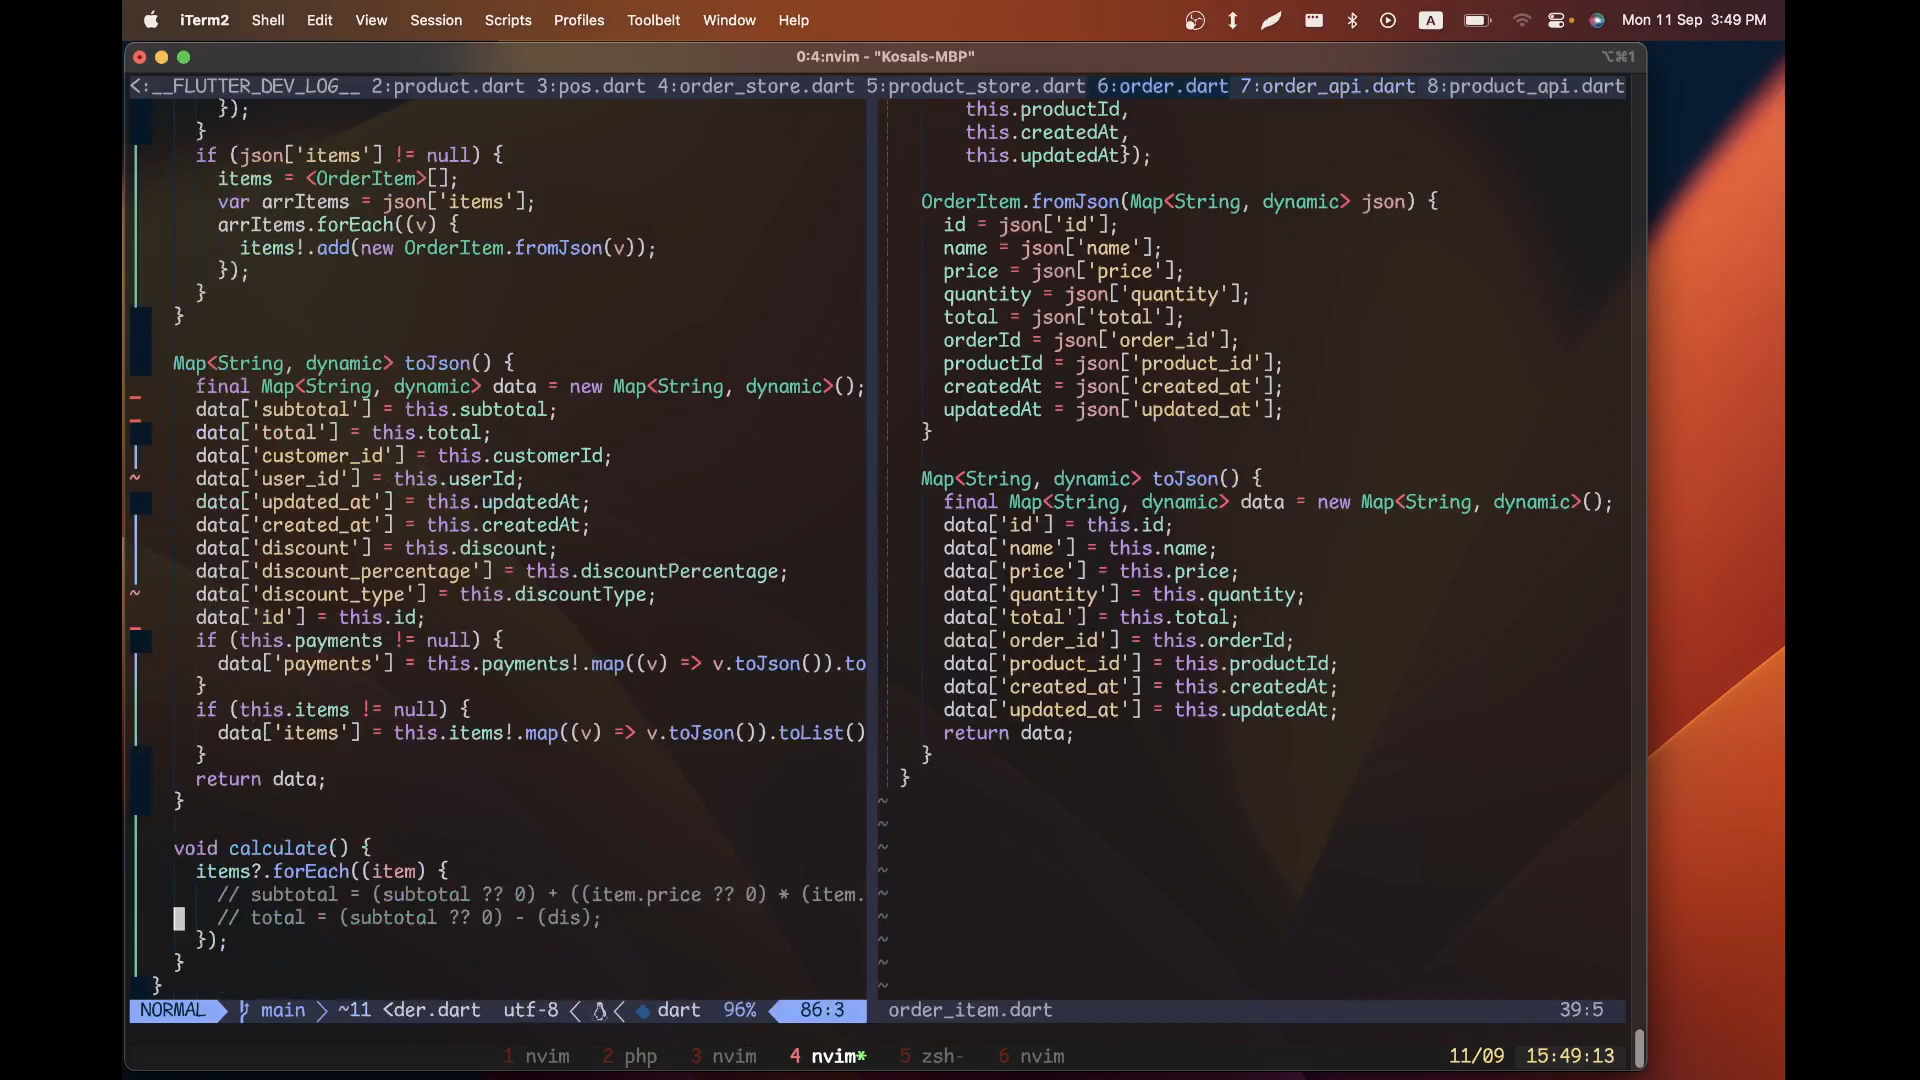 iTerm2 Shell Edit View Session Scripts Profiles Toolbelt Window Help A Mon 11 Sep 3:49 PM
0:4:nvim - "Kosals-MBP" ⌥⌘1
<:__FLUTTER_DEV_LOG__ 2:product.dart 3:pos.dart 4:order_store.dart 5:product_store.dart 6:order.dart 7:order_api.dart 8:product_api.dart
});
}
if (json['items'] != null) {
items = <OrderItem>[];
var arrItems = json['items'];
arrItems.forEach((v) {
items!.add(new OrderItem.fromJson(v));
});
}
}
Map<String, dynamic> toJson() {
final Map<String, dynamic> data = new Map<String, dynamic>();
data['subtotal'] = this.subtotal;
data['total'] = this.total;
data['customer_id'] = this.customerId;
data['user_id'] = this.userId;
data['updated_at'] = this.updatedAt;
data['created_at'] = this.createdAt;
data['discount'] = this.discount;
data['discount_percentage'] = this.discountPercentage;
data['discount_type'] = this.discountType;
data['id'] = this.id;
if (this.payments != null) {
data['payments'] = this.payments!.map((v) => v.toJson()).to
}
if (this.items != null) {
data['items'] = this.items!.map((v) => v.toJson()).toList()
}
return data;
}
void calculate() {
items?.forEach((item) {
// subtotal = (subtotal ?? 0) + ((item.price ?? 0) * (item.
// total = (subtotal ?? 0) - (dis);
});
}
}
this.productId,
this.createdAt,
this.updatedAt});
OrderItem.fromJson(Map<String, dynamic> json) {
id = json['id'];
name = json['name'];
price = json['price'];
quantity = json['quantity'];
total = json['total'];
orderId = json['order_id'];
productId = json['product_id'];
createdAt = json['created_at'];
updatedAt = json['updated_at'];
}
Map<String, dynamic> toJson() {
final Map<String, dynamic> data = new Map<String, dynamic>();
data['id'] = this.id;
data['name'] = this.name;
data['price'] = this.price;
data['quantity'] = this.quantity;
data['total'] = this.total;
data['order_id'] = this.orderId;
data['product_id'] = this.productId;
data['created_at'] = this.createdAt;
data['updated_at'] = this.updatedAt;
return data;
}
}
~
~
~
~
~
~
~
~
~
NORMAL main ~11 <der.dart utf-8 dart 96% 86:3 order_item.dart 39:5
1 nvim 2 php 3 nvim 4 nvim* 5 zsh- 6 nvim 11/09 15:49:13